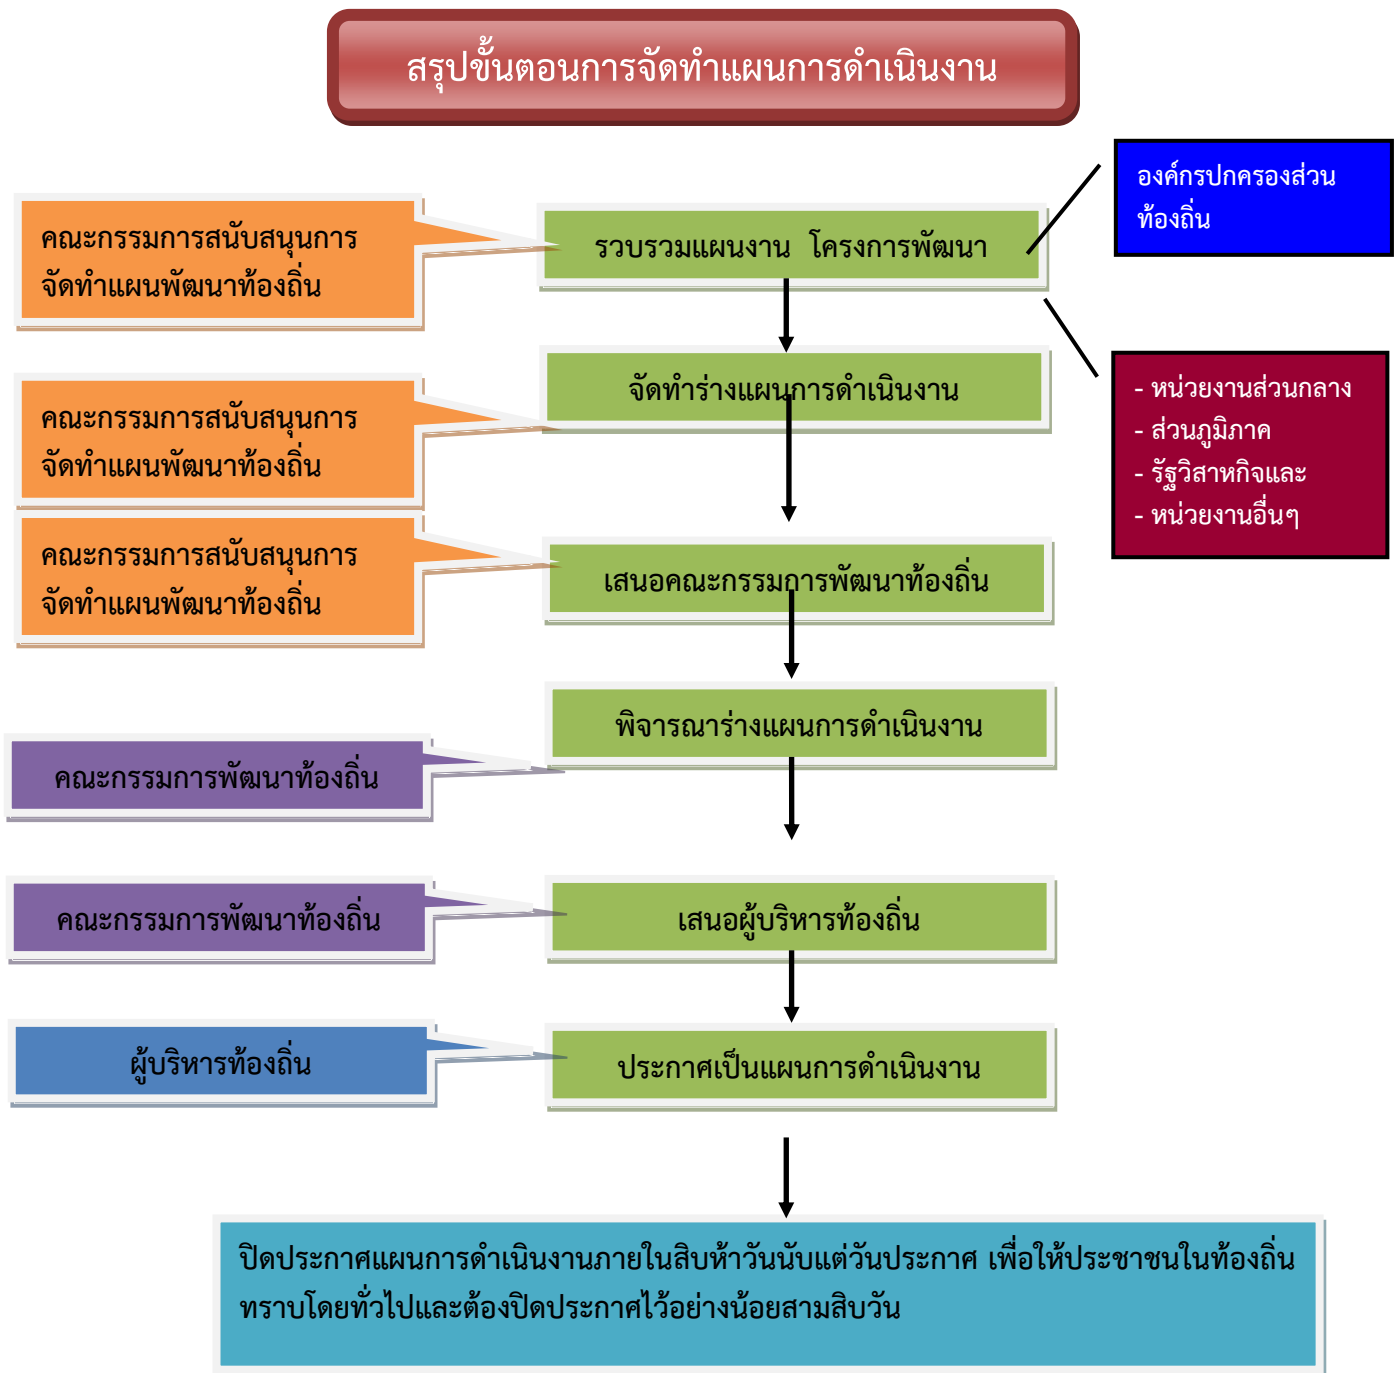 สรุปขั้นตอนการจัดทำแผนการดำเนินงาน
องค์กรปกครองส่วน
ท้องถิ่น
คณะกรรมการสนับสนุนการ
จัดทำแผนพัฒนาท้องถิ่น
รวบรวมแผนงาน โครงการพัฒนา
จัดทำร่างแผนการดำเนินงาน
- หน่วยงานส่วนกลาง
- ส่วนภูมิภาค
- รัฐวิสาหกิจและ
- หน่วยงานอื่นๆ
คณะกรรมการสนับสนุนการ
จัดทำแผนพัฒนาท้องถิ่น
คณะกรรมการสนับสนุนการ
จัดทำแผนพัฒนาท้องถิ่น
เสนอคณะกรรมการพัฒนาท้องถิ่น
พิจารณาร่างแผนการดำเนินงาน
คณะกรรมการพัฒนาท้องถิ่น
คณะกรรมการพัฒนาท้องถิ่น
เสนอผู้บริหารท้องถิ่น
ผู้บริหารท้องถิ่น
ประกาศเป็นแผนการดำเนินงาน
ปิดประกาศแผนการดำเนินงานภายในสิบห้าวันนับแต่วันประกาศ เพื่อให้ประชาชนในท้องถิ่น
ทราบโดยทั่วไปและต้องปิดประกาศไว้อย่างน้อยสามสิบวัน